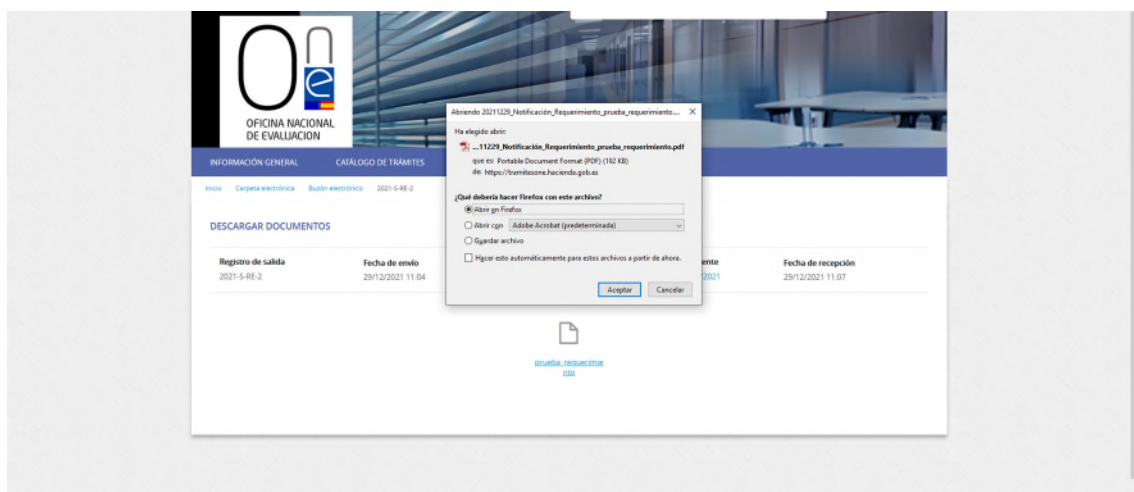 OFICINA NACIONAL
DE EVALUACION
INFORMACIÓN GENERAL
CATÁLOGO DE TRÁMITES
Inicio Carpeta electrónica Buzón electrónico 2021-S-RE-2
DESCARGAR DOCUMENTOS
Registro de salida
2021-S-RE-2
Fecha de envío
29/12/2021 11:04
ente
/2021
Fecha de recepción
29/12/2021 11:07
prueba_requerimie
nto
Abriendo 20211229_Notificación_Requerimiento_prueba_requerimiento....
Ha elegido abrir:
...11229_Notificación_Requerimiento_prueba_requerimiento.pdf
que es: Portable Document Format (PDF) (192 KB)
de: https://tramitesone.hacienda.gob.es
¿Qué debería hacer Firefox con este archivo?
Abrir en Firefox
Abrir con Adobe Acrobat (predeterminada)
Guardar archivo
Hacer esto automáticamente para estos archivos a partir de ahora.
Aceptar Cancelar